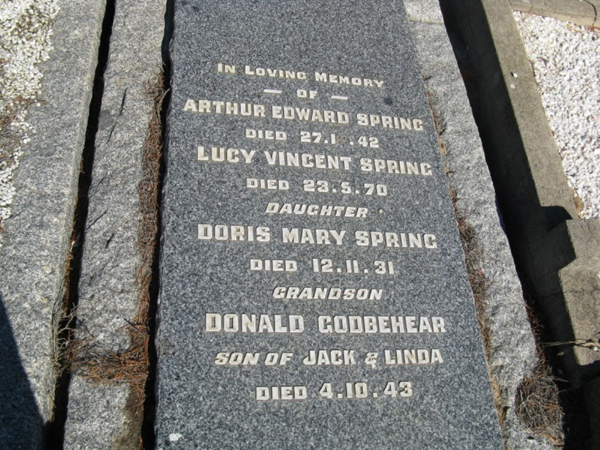 In Loving Memory
— OF —
ARTHUR EDWARD SPRING
DIED 27.1 .42
LUCY VINCENT SPRING
DIED 23.5.70
DAUGHTER
DORIS MARY SPRING
DIED 12.11.31
GRANDSON
DONALD GODBEHEAR
SON OF JACK & LINDA
DIED 4.10.43